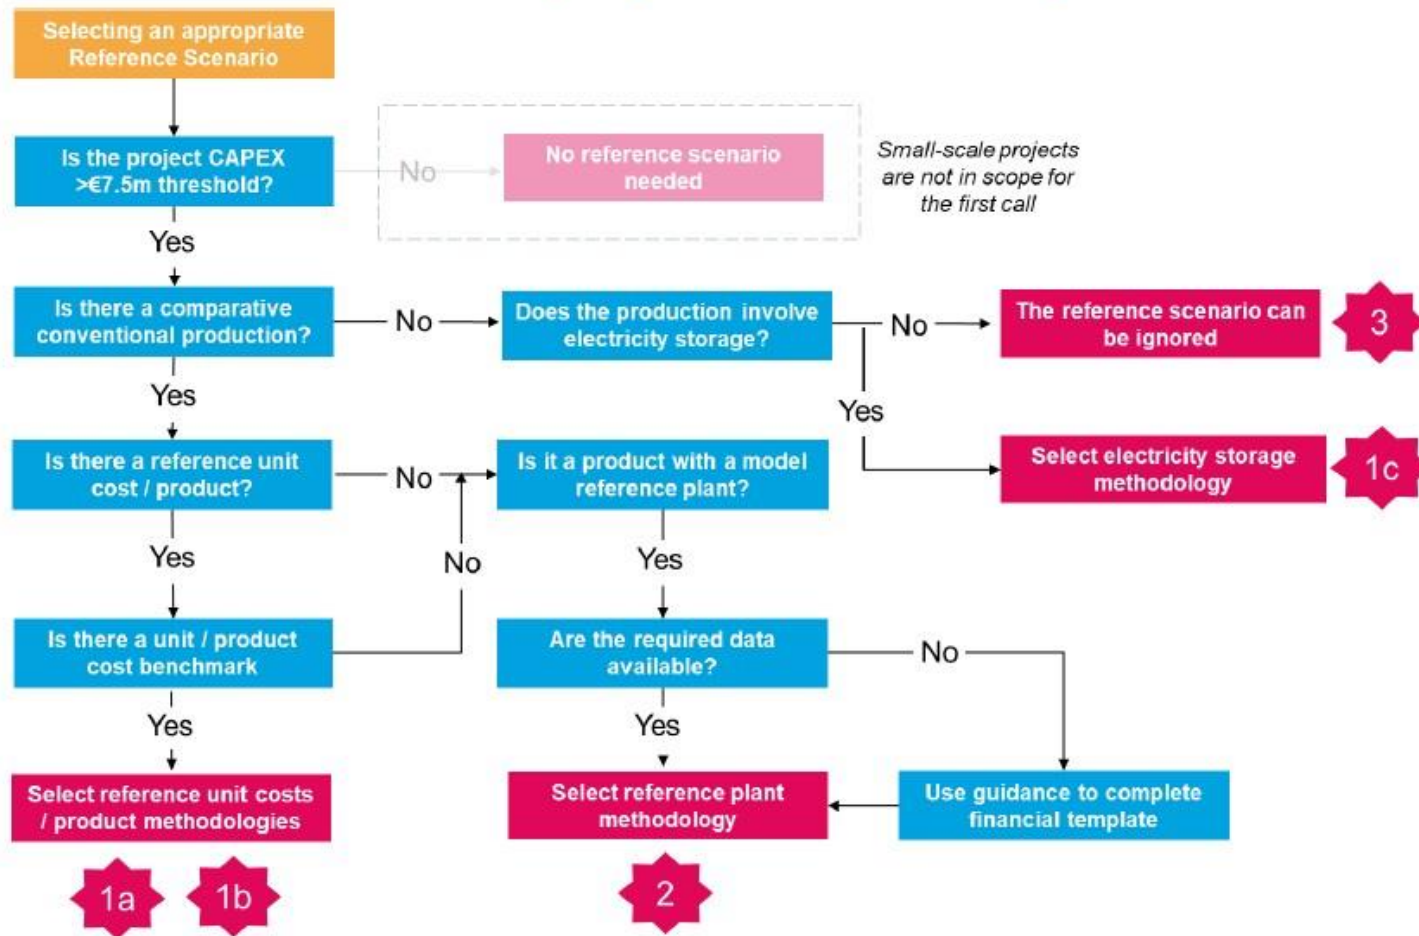 Selecting an appropriate
Reference Scenario
Is the project CAPEX
>€7.5m threshold?
No
No reference scenario
needed
Small-scale projects
are not in scope for
the first call
Yes
Is there a comparative
conventional production?
No
Does the production involve
electricity storage?
No
The reference scenario can
be ignored
3
Yes
Yes
Is there a reference unit
cost / product?
No
Is it a product with a model
reference plant?
Select electricity storage
methodology
1c
Yes
No
Yes
Is there a unit / product
cost benchmark
Are the required data
available?
No
Yes
Yes
Select reference unit costs
/ product methodologies
Select reference plant
methodology
Use guidance to complete
financial template
1a
1b
2